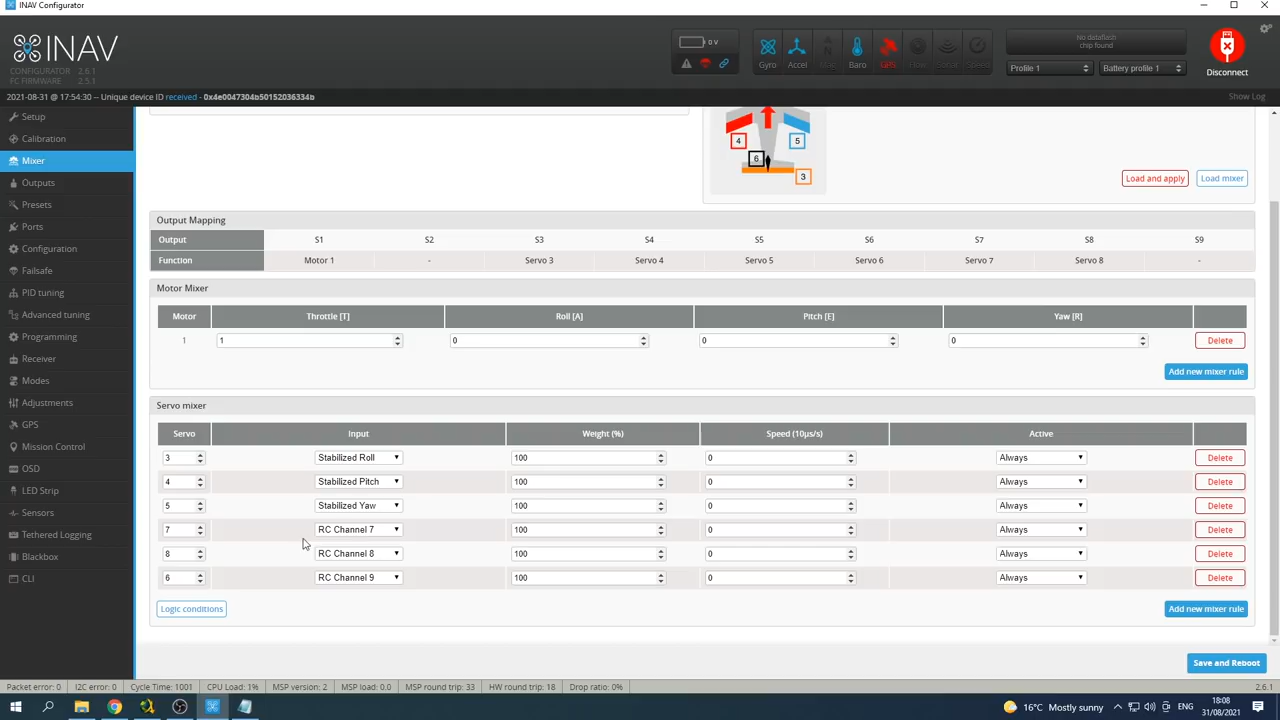 INAV Configurator
INAV
CONFIGURATOR 2.6.1
FC FIRMWARE 2.5.1
0 V
Gyro
Accel
Mag
Baro
GPS
Flow
Sonar
Speed
No dataflash
chip found
Profile 1
Battery profile 1
Disconnect
2021-08-31 @ 17:54:30 -- Unique device ID received - 0x4e0047304b50152036334b
Show Log
Setup
Calibration
Mixer
Outputs
Presets
Ports
Configuration
Failsafe
PID tuning
Advanced tuning
Programming
Receiver
Modes
Adjustments
GPS
Mission Control
OSD
LED Strip
Sensors
Tethered Logging
Blackbox
CLI
4
5
6
3
Load and apply
Load mixer
Output Mapping
Output S1 S2 S3 S4 S5 S6 S7 S8 S9
Function Motor 1 - Servo 3 Servo 4 Servo 5 Servo 6 Servo 7 Servo 8 -
Motor Mixer
Motor Throttle [T] Roll [A] Pitch [E] Yaw [R]
1 1 0 0 0 Delete
Add new mixer rule
Servo mixer
Servo Input Weight (%) Speed (10µs/s) Active
3 Stabilized Roll 100 0 Always Delete
4 Stabilized Pitch 100 0 Always Delete
5 Stabilized Yaw 100 0 Always Delete
7 RC Channel 7 100 0 Always Delete
8 RC Channel 8 100 0 Always Delete
6 RC Channel 9 100 0 Always Delete
Logic conditions
Add new mixer rule
Save and Reboot
Packet error: 0 I2C error: 0 Cycle Time: 1001 CPU Load: 1% MSP version: 2 MSP load: 0.0 MSP round trip: 33 HW round trip: 18 Drop ratio: 0% 2.6.1
16°C Mostly sunny
ENG
18:08
31/08/2021